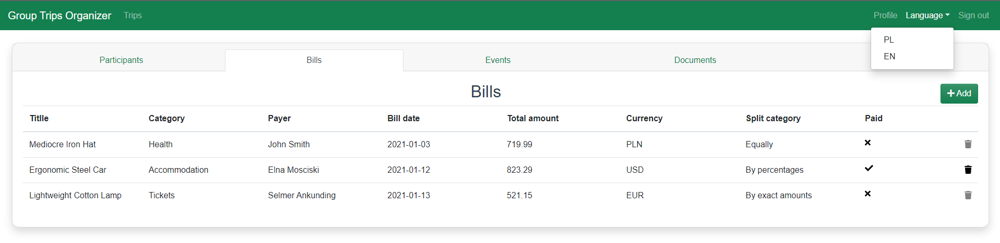 Group Trips Organizer Trips Profile Language Sign out
PL
EN
Participants Bills Events Documents
Bills
Add
Titlle Category Payer Bill date Total amount Currency Split category Paid
Mediocre Iron Hat Health John Smith 2021-01-03 719.99 PLN Equally
Ergonomic Steel Car Accommodation Elna Mosciski 2021-01-12 823.29 USD By percentages
Lightweight Cotton Lamp Tickets Selmer Ankunding 2021-01-13 521.15 EUR By exact amounts